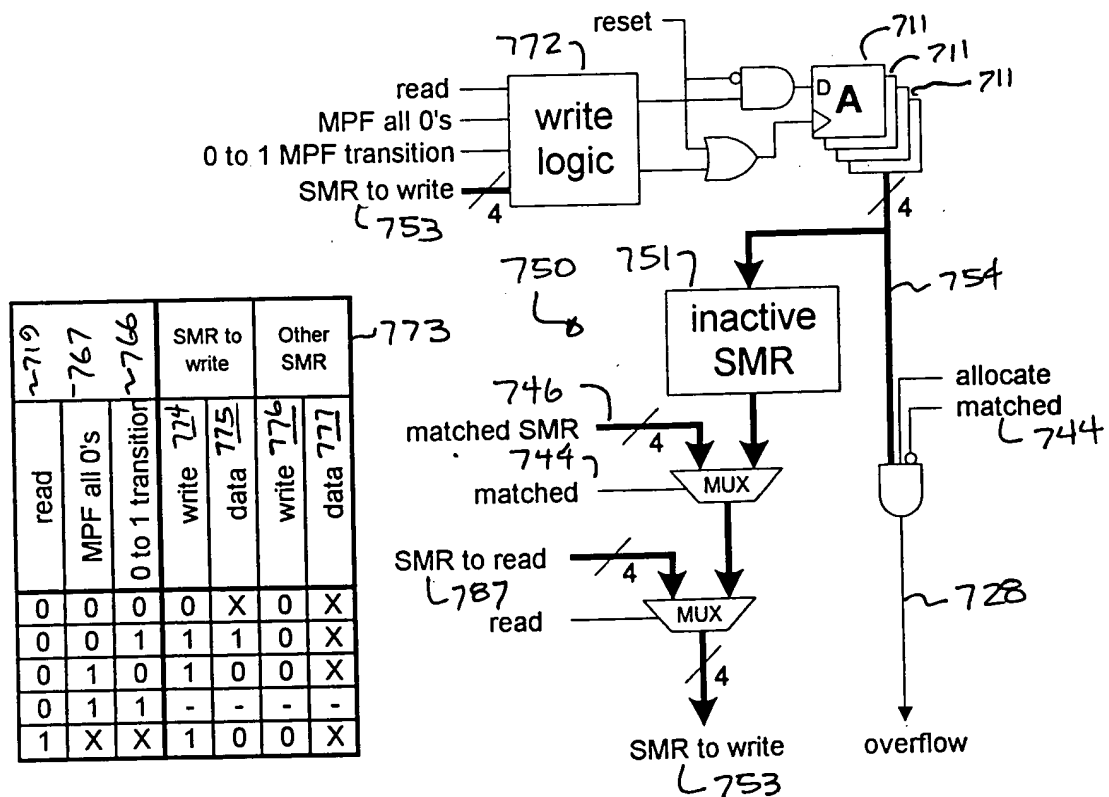 reset
772
711
711
711
read
MPF all 0's
0 to 1 MPF transition
SMR to write
4
753
write
logic
D
A
4
750
751
754
inactive
SMR
746
matched SMR
4
744
matched
MUX
allocate
matched
744
SMR to read
4
787
read
MUX
4
728
SMR to write
753
overflow
773
~719 -767 ~766 SMR to write Other SMR
read MPF all 0's 0 to 1 transition write 774 data 775 write 776 data 777
0 0 0 0 X 0 X
0 0 1 1 1 0 X
0 1 0 1 0 0 X
0 1 1 - - - -
1 X X 1 0 0 X